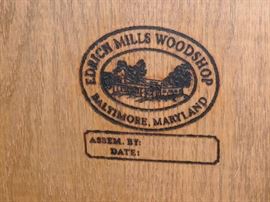 EDRICH MILLS WOODSHOP
BALTIMORE, MARYLAND
ASSEM. BY:
DATE: